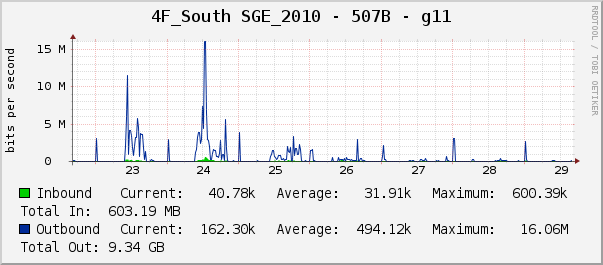 4F_South SGE_2010 - 507B - g11
RRDTOOL / TOBI OETIKER
bits per second
15 M
10 M
5 M
0
23 24 25 26 27 28 29
Inbound Current: 40.78k Average: 31.91k Maximum: 600.39k
Total In: 603.19 MB
Outbound Current: 162.30k Average: 494.12k Maximum: 16.06M
Total Out: 9.34 GB